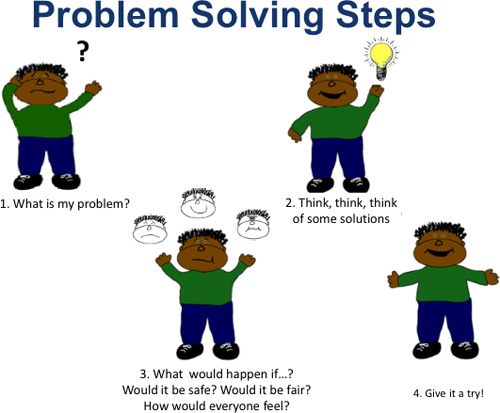 Problem Solving Steps
?
1. What is my problem?
2. Think, think, think
of some solutions
3. What would happen if...?
Would it be safe? Would it be fair?
How would everyone feel?
4. Give it a try!